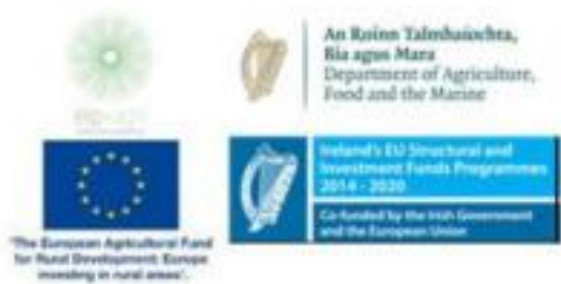 An Roinn Talmhaíochta,
Bia agus Mara
Department of Agriculture,
Food and the Marine
Ireland's EU Structural and
Investment Funds Programmes
2014 - 2020
Co-funded by the Irish Government
and the European Union
'The European Agricultural Fund
for Rural Development: Europe
investing in rural areas'.